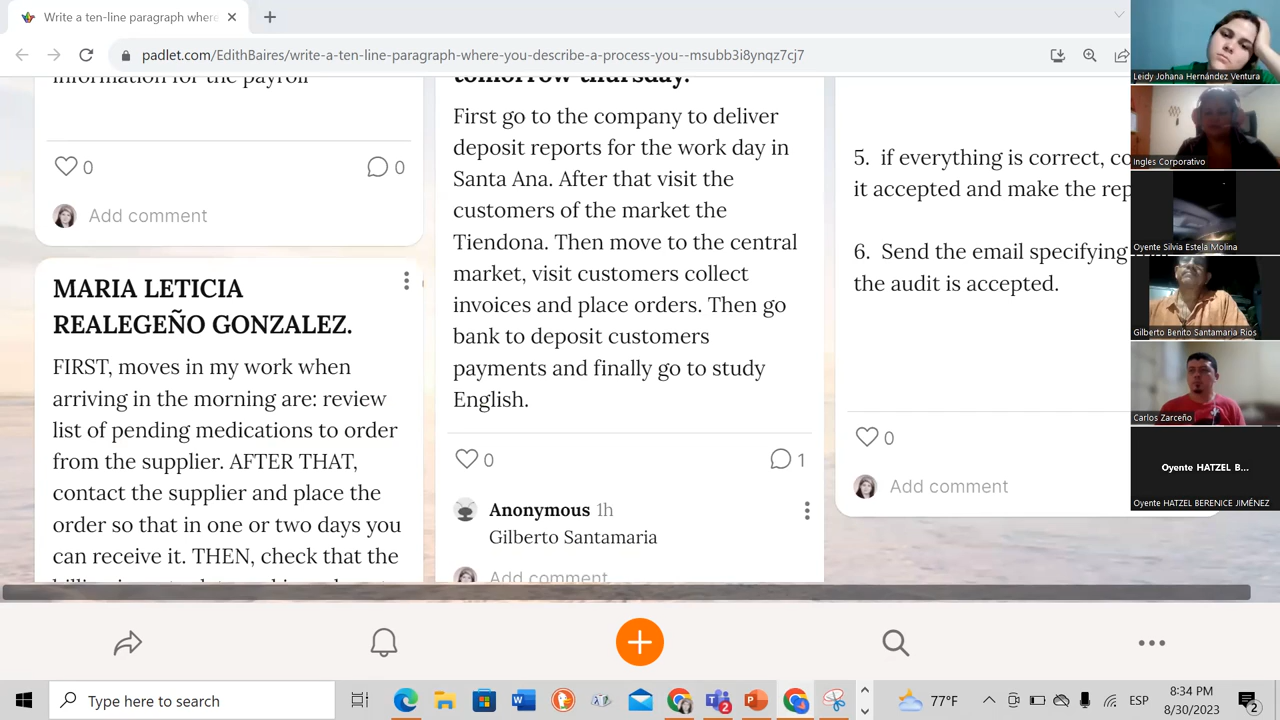 Write a ten-line paragraph where
padlet.com/EdithBaires/write-a-ten-line-paragraph-where-you-describe-a-process-you--msubb3i8ynqz7cj7
information for the payroll
0
0
Add comment
MARIA LETICIA
REALEGEÑO GONZALEZ.
FIRST, moves in my work when
arriving in the morning are: review
list of pending medications to order
from the supplier. AFTER THAT,
contact the supplier and place the
order so that in one or two days you
can receive it. THEN, check that the
tomorrow thursday.
First go to the company to deliver
deposit reports for the work day in
Santa Ana. After that visit the
customers of the market the
Tiendona. Then move to the central
market, visit customers collect
invoices and place orders. Then go
bank to deposit customers
payments and finally go to study
English.
0
1
Anonymous 1h
Gilberto Santamaria
Add comment
5. if everything is correct, co
it accepted and make the rep
6. Send the email specifying
the audit is accepted.
0
Add comment
Leidy Johana Hernández Ventura
Ingles Corporativo
Oyente Silvia Estela Molina
Gilberto Benito Santamaria Rios
Carlos Zarceño
Oyente HATZEL B...
Oyente HATZEL BERENICE JIMÉNEZ
Type here to search
77°F
ESP
8:34 PM
8/30/2023
2